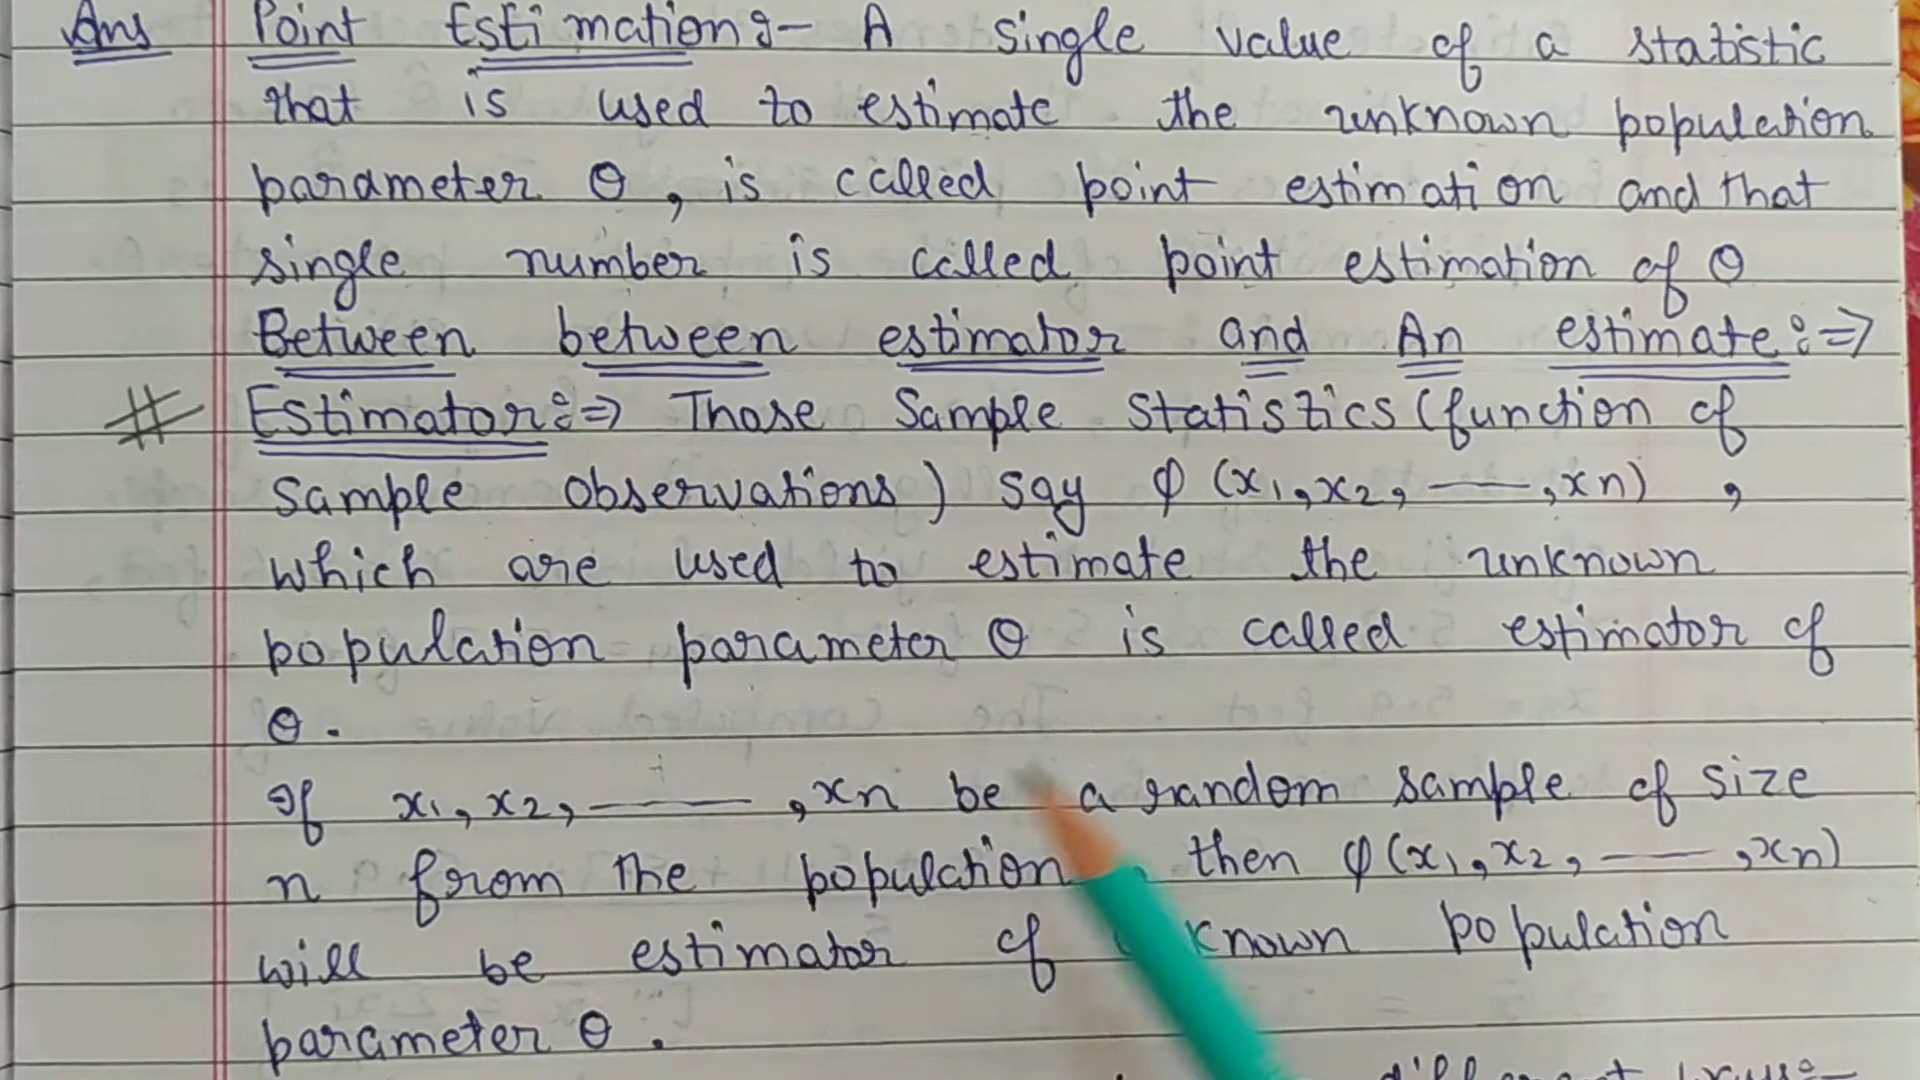 Ans Point Estimation:- A single value of a statistic
that is used to estimate the unknown population
parameter θ, is called point estimation and that
single number is called point estimation of θ
Between between estimator and An estimate:⇒
# Estimator:⇒ Those Sample Statistics (function of
Sample observations) say φ (x1, x2, —, xn) ,
which are used to estimate the unknown
population parameter θ is called estimator of
θ.
If x1, x2, —, xn be a random sample of size
n from the population, then φ(x1, x2, —, xn)
will be estimator of known population
parameter θ.
different